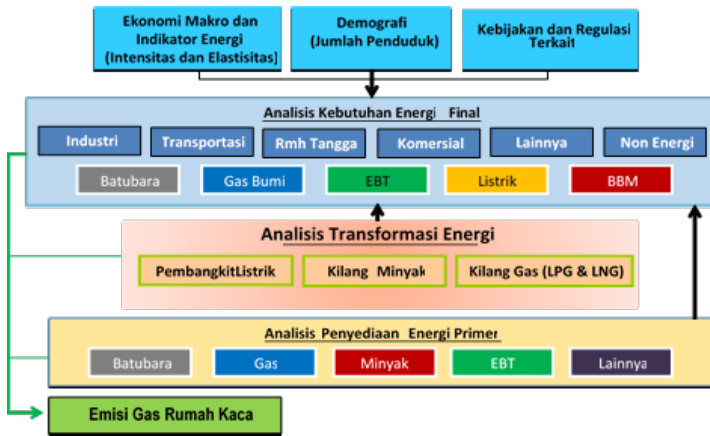 Ekonomi Makro dan
Indikator Energi
(Intensitas dan Elastisitas)
Demografi
(Jumlah Penduduk)
Kebijakan dan Regulasi
Terkait
Analisis Kebutuhan Energi Final
Industri
Transportasi
Rmh Tangga
Komersial
Lainnya
Non Energi
Batubara
Gas Bumi
EBT
Listrik
BBM
Analisis Transformasi Energi
PembangkitListrik
Kilang Minyak
Kilang Gas (LPG & LNG)
Analisis Penyediaan Energi Primer
Batubara
Gas
Minyak
EBT
Lainnya
Emisi Gas Rumah Kaca